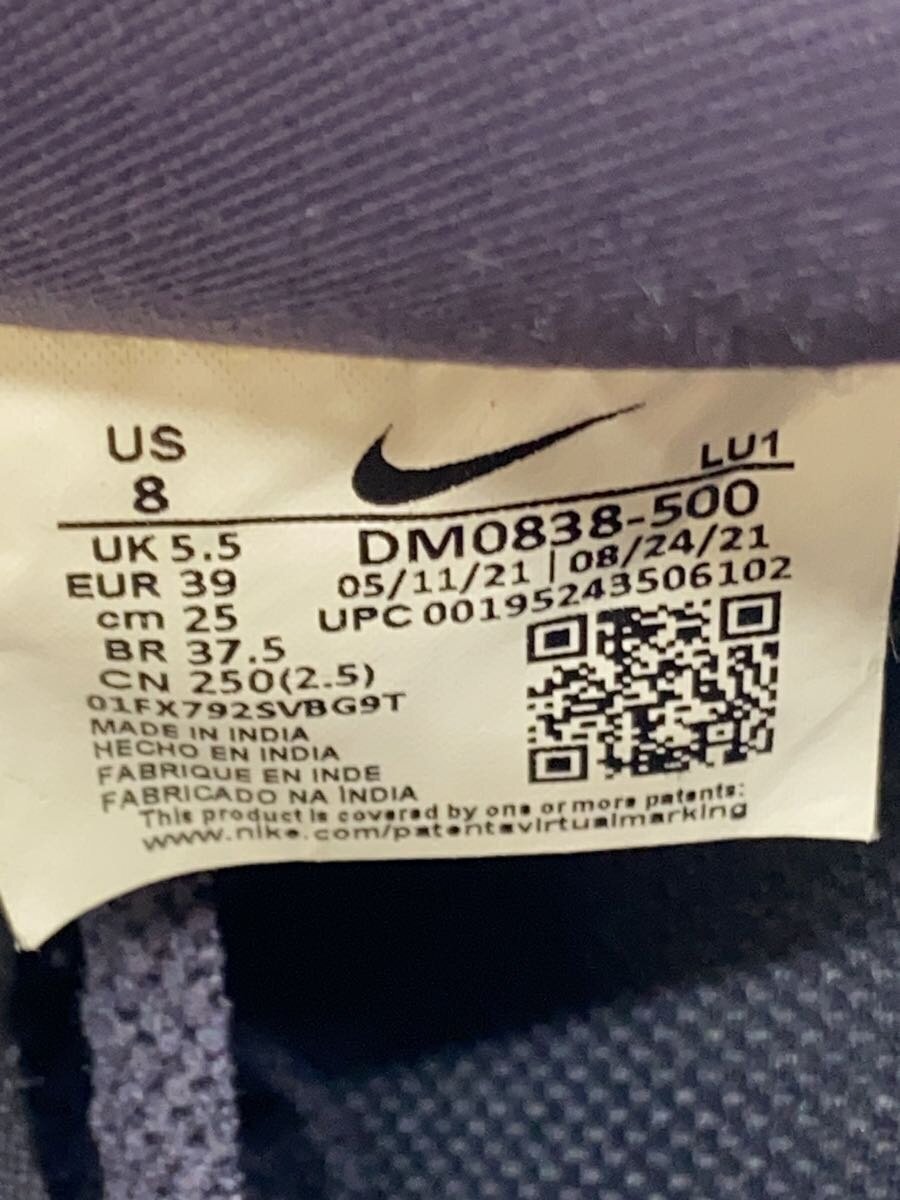 US
8
LU1
UK 5.5
EUR 39
cm 25
BR 37.5
CN 250(2.5)
DM0838-500
05/11/21 | 08/24/21
UPC 00195243506102
01FX792SVBG9T
MADE IN INDIA
HECHO EN INDIA
FABRIQUE EN INDE
FABRICADO NA INDIA
This product is covered by one or more patents:
www.nike.com/patentsvirtualmarking